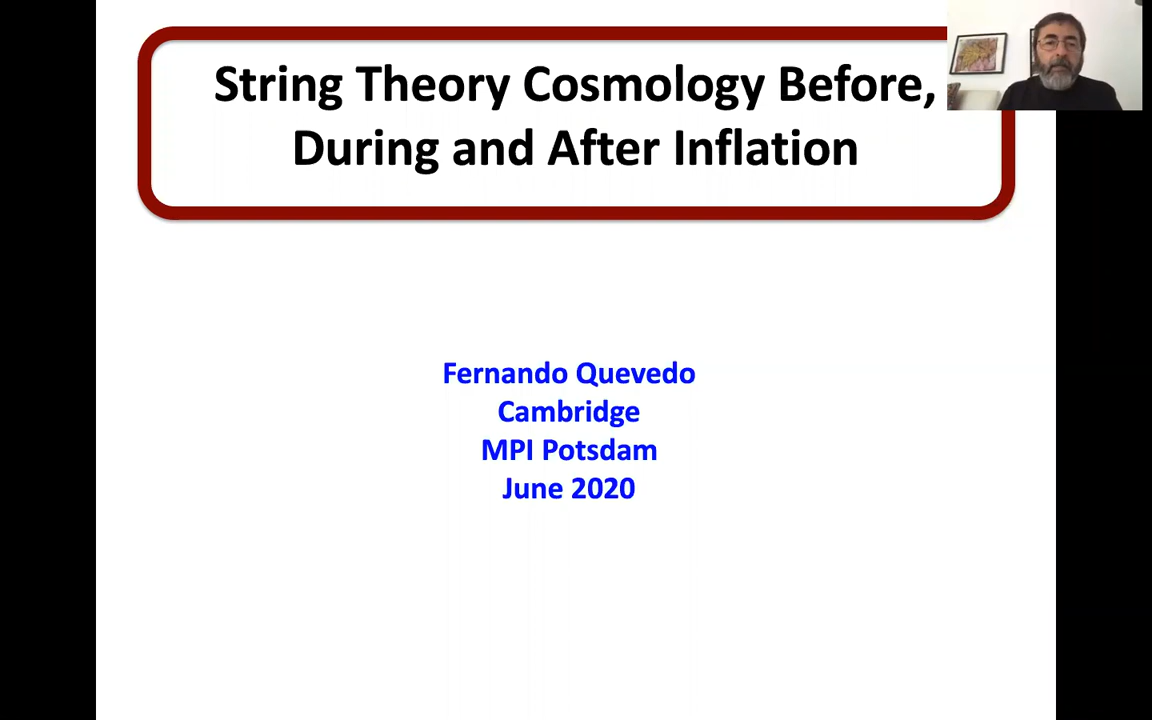 String Theory Cosmology Before,
During and After Inflation
Fernando Quevedo
Cambridge
MPI Potsdam
June 2020